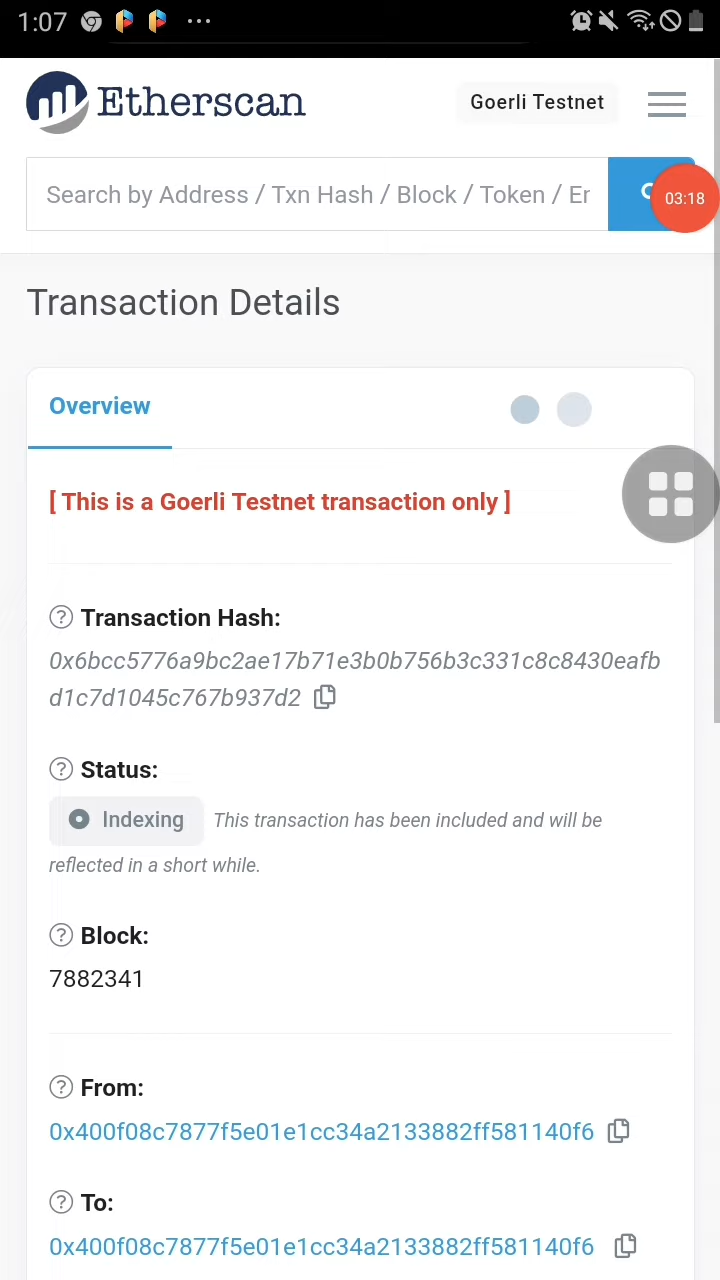 1:07
Etherscan
Goerli Testnet
Search by Address / Txn Hash / Block / Token / Er
03:18
Transaction Details
Overview
[ This is a Goerli Testnet transaction only ]
Transaction Hash:
0x6bcc5776a9bc2ae17b71e3b0b756b3c331c8c8430eafb
d1c7d1045c767b937d2
Status:
Indexing This transaction has been included and will be
reflected in a short while.
Block:
7882341
From:
0x400f08c7877f5e01e1cc34a2133882ff581140f6
To:
0x400f08c7877f5e01e1cc34a2133882ff581140f6